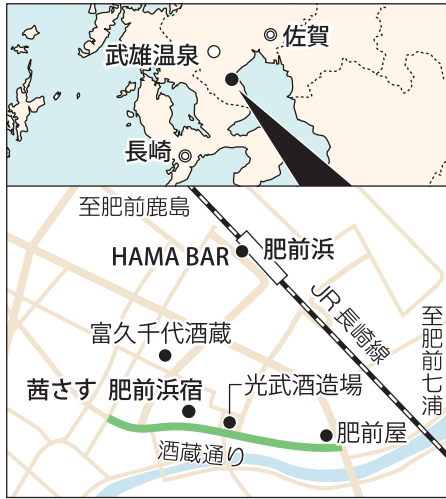 佐賀
武雄温泉
長崎
至肥前鹿島
HAMA BAR
肥前浜
JR長崎線
至肥前七浦
富久千代酒蔵
茜さす 肥前浜宿
光武酒造場
肥前屋
酒蔵通り